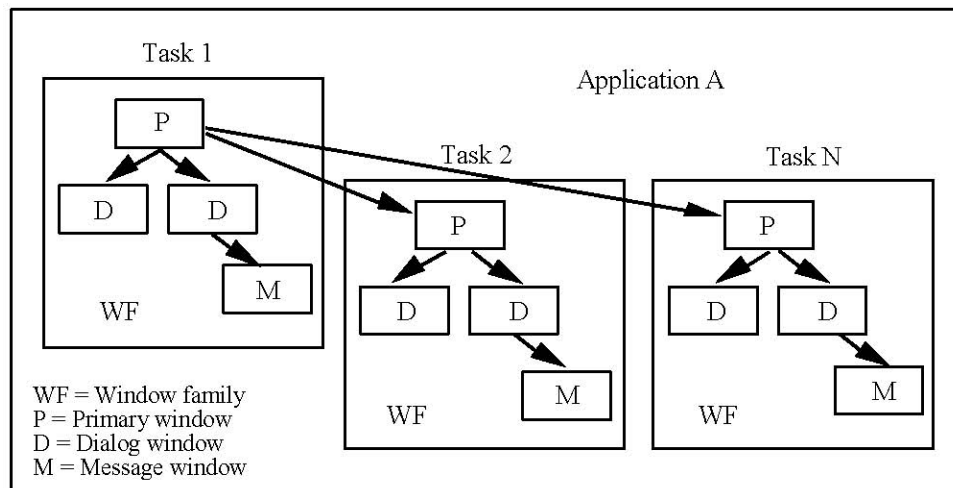 Task 1
Application A
P
Task 2
Task N
D D
P
P
M
WF
D D
D D
M
M
WF
WF
WF = Window family
P = Primary window
D = Dialog window
M = Message window